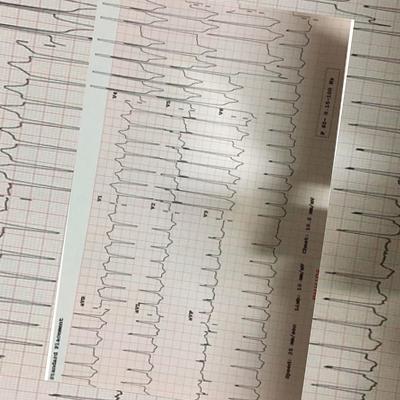 Standard Placement
aVR
aVL
aVF
V1
V2
V3
V4
V5
V6
Speed: 25 mm/sec Limb: 10 mm/mV Chest: 10.0 mm/mV
F 60~ 0.15-100 Hz